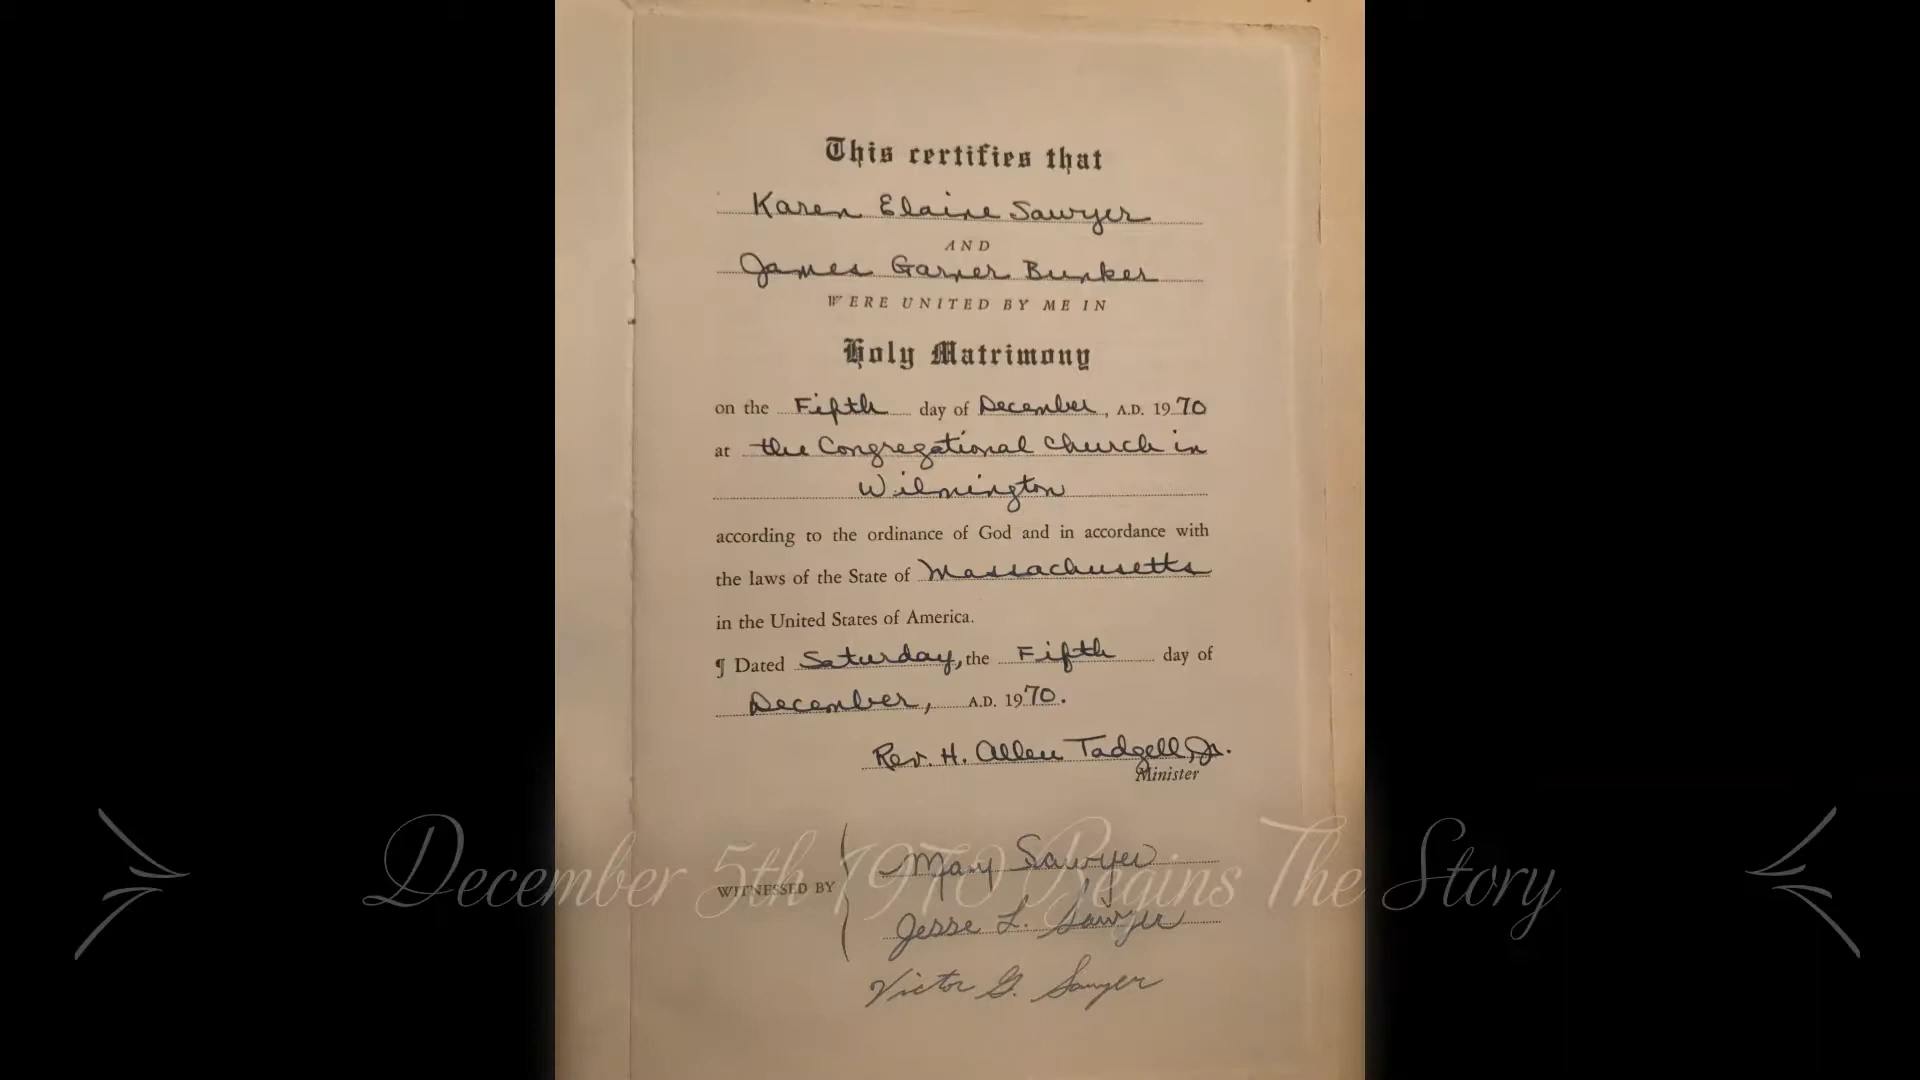 This certifies that
Karen Elaine Sawyer
AND
James Garner Bunker
WERE UNITED BY ME IN
Holy Matrimony
on the Fifth day of December, A.D. 1970
at the Congregational Church in
Wilmington
according to the ordinance of God and in accordance with
the laws of the State of Massachusetts
in the United States of America.
¶ Dated Saturday, the Fifth day of
December, A.D. 1970.
Rev. H. Allen Tadgell, Jr.
Minister
Mary Sawyer
WITNESSED BY
Jesse L. Sawyer
Victor G. Sawyer
December 5th 1970 Begins The Story